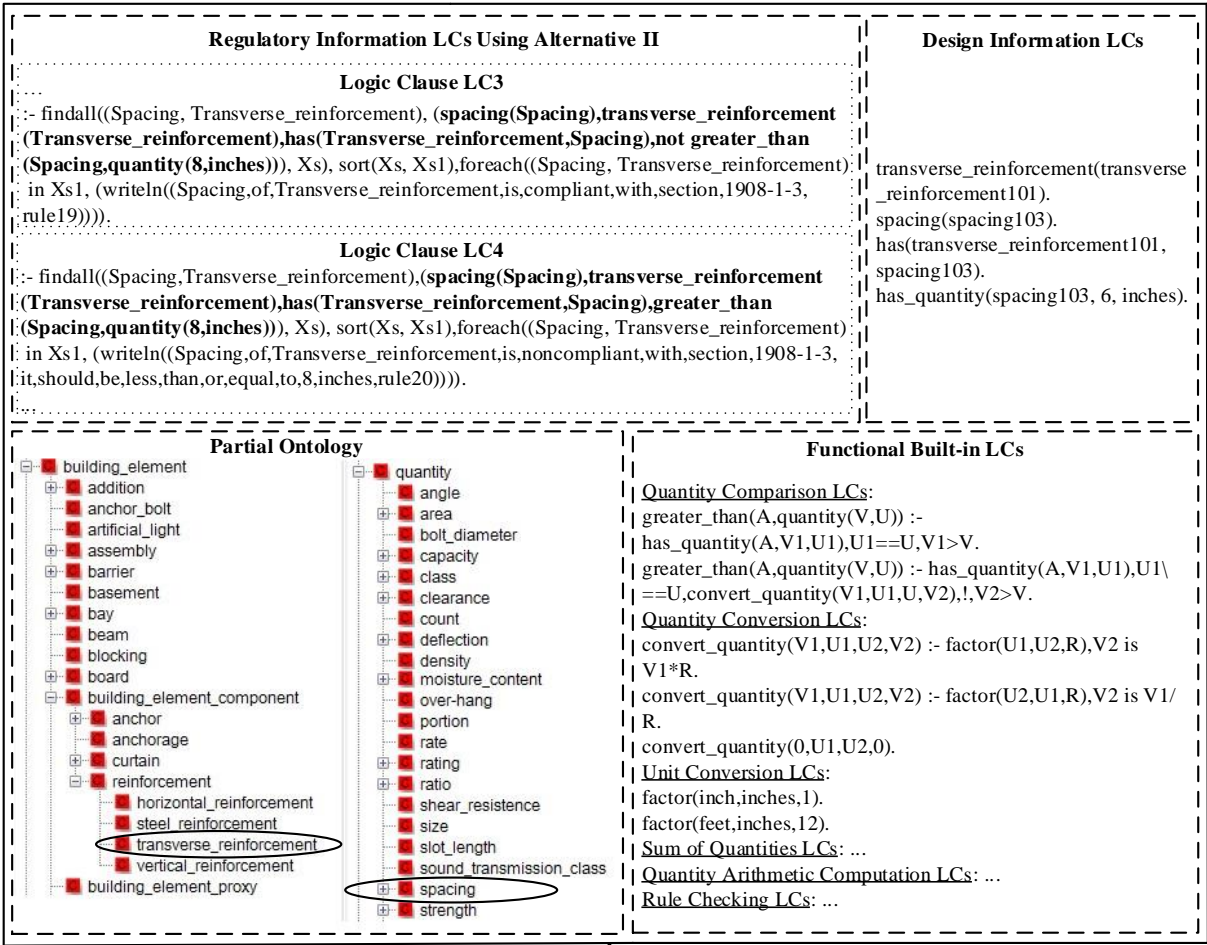 Regulatory Information LCs Using Alternative II
Logic Clause LC3
...
:- findall((Spacing, Transverse_reinforcement), (spacing(Spacing),transverse_reinforcement
(Transverse_reinforcement),has(Transverse_reinforcement,Spacing),not greater_than
(Spacing,quantity(8,inches))), Xs), sort(Xs, Xs1),foreach((Spacing, Transverse_reinforcement)
in Xs1, (writeln((Spacing,of,Transverse_reinforcement,is,compliant,with,section,1908-1-3,
rule19)))).
Logic Clause LC4
:- findall((Spacing,Transverse_reinforcement),(spacing(Spacing),transverse_reinforcement
(Transverse_reinforcement),has(Transverse_reinforcement,Spacing),greater_than
(Spacing,quantity(8,inches))), Xs), sort(Xs, Xs1),foreach((Spacing, Transverse_reinforcement)
in Xs1, (writeln((Spacing,of,Transverse_reinforcement,is,noncompliant,with,section,1908-1-3,
it,should,be,less,than,or,equal,to,8,inches,rule20)))).
...
Design Information LCs
transverse_reinforcement(transverse
_reinforcement101).
spacing(spacing103).
has(transverse_reinforcement101,
spacing103).
has_quantity(spacing103, 6, inches).
Partial Ontology
building_element
addition
anchor_bolt
artificial_light
assembly
barrier
basement
bay
beam
blocking
board
building_element_component
anchor
anchorage
curtain
reinforcement
horizontal_reinforcement
steel_reinforcement
transverse_reinforcement
vertical_reinforcement
building_element_proxy
quantity
angle
area
bolt_diameter
capacity
class
clearance
count
deflection
density
moisture_content
over-hang
portion
rate
rating
ratio
shear_resistence
size
slot_length
sound_transmission_class
spacing
strength
Functional Built-in LCs
Quantity Comparison LCs:
greater_than(A,quantity(V,U)) :-
has_quantity(A,V1,U1),U1==U,V1>V.
greater_than(A,quantity(V,U)) :- has_quantity(A,V1,U1),U1\
==U,convert_quantity(V1,U1,U,V2),!,V2>V.
Quantity Conversion LCs:
convert_quantity(V1,U1,U2,V2) :- factor(U1,U2,R),V2 is
V1*R.
convert_quantity(V1,U1,U2,V2) :- factor(U2,U1,R),V2 is V1/
R.
convert_quantity(0,U1,U2,0).
Unit Conversion LCs:
factor(inch,inches,1).
factor(feet,inches,12).
Sum of Quantities LCs: ...
Quantity Arithmetic Computation LCs: ...
Rule Checking LCs: ...